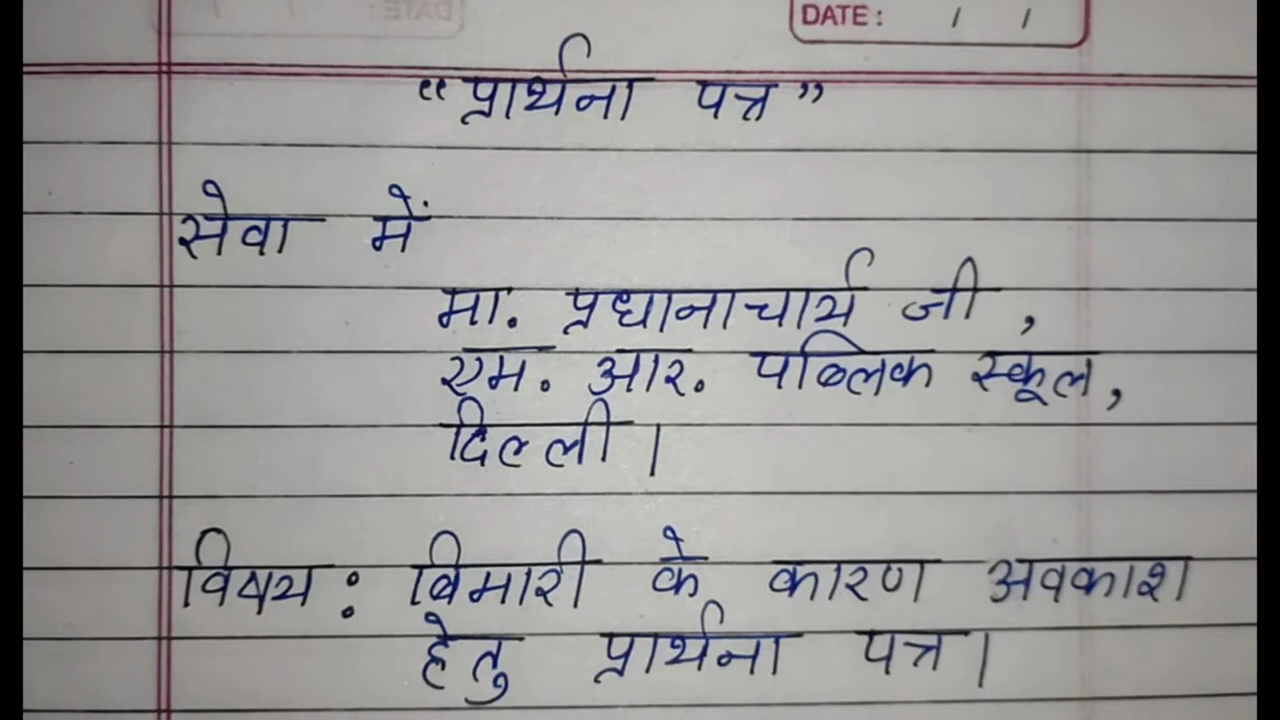 DATE: / /
“प्रार्थना पत्र”
सेवा में
मा. प्रधानाचार्य जी,
एम. आर. पब्लिक स्कूल,
दिल्ली।
विषय: बिमारी के कारण अवकाश
हेतु प्रार्थना पत्र।